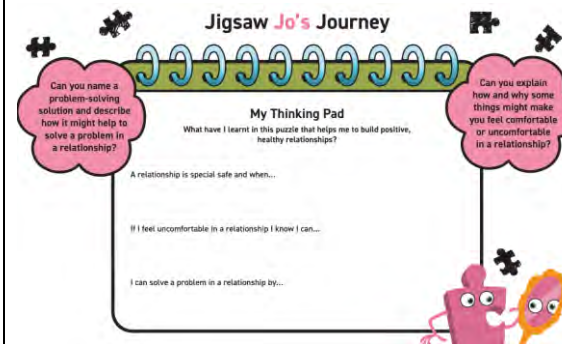 Jigsaw Jo's Journey
Can you name a
problem-solving
solution and describe
how it might help to
solve a problem in
a relationship?
Can you explain
how and why some
things might make
you feel comfortable
or uncomfortable
in a relationship?
My Thinking Pad
What have I learnt in this puzzle that helps me to build positive,
healthy relationships?
A relationship is special safe and when...
If I feel uncomfortable in a relationship I know I can...
I can solve a problem in a relationship by...